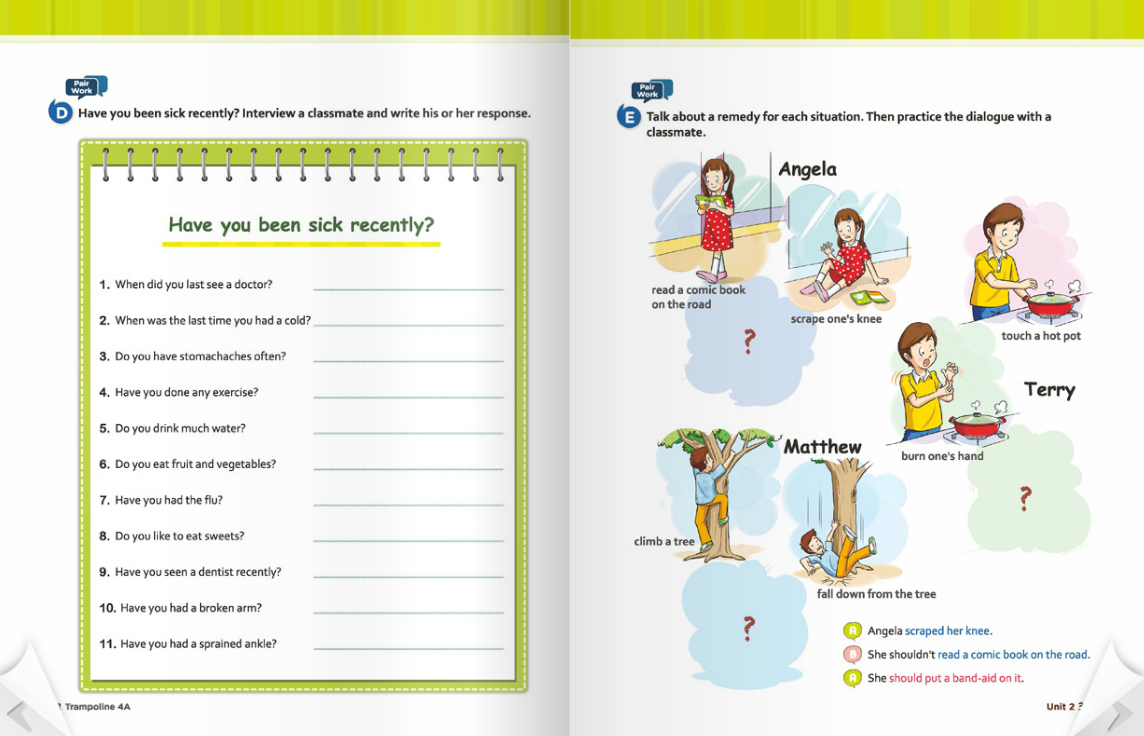 Pair
Work
D Have you been sick recently? Interview a classmate and write his or her response.
Have you been sick recently?
1. When did you last see a doctor?
2. When was the last time you had a cold?
3. Do you have stomachaches often?
4. Have you done any exercise?
5. Do you drink much water?
6. Do you eat fruit and vegetables?
7. Have you had the flu?
8. Do you like to eat sweets?
9. Have you seen a dentist recently?
10. Have you had a broken arm?
11. Have you had a sprained ankle?
Trampoline 4A
Pair
Work
E Talk about a remedy for each situation. Then practice the dialogue with a
classmate.
Angela
read a comic book
on the road
scrape one's knee
?
touch a hot pot
Terry
burn one's hand
?
Matthew
climb a tree
fall down from the tree
?
A Angela scraped her knee.
B She shouldn't read a comic book on the road.
A She should put a band-aid on it.
Unit 2